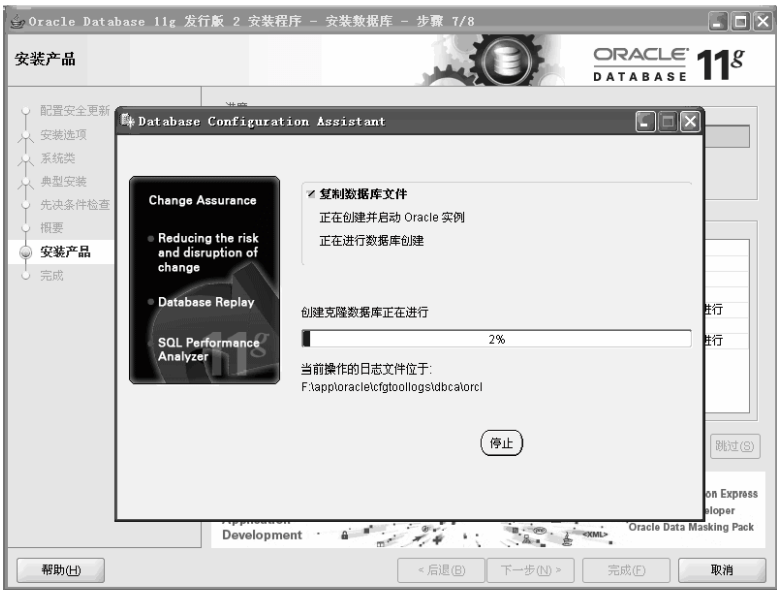 Oracle Database 11g 发行版 2 安装程序 - 安装数据库 - 步骤 7/8
安装产品
ORACLE
DATABASE
11g
配置安全更新
安装选项
系统类
典型安装
先决条件检查
概要
安装产品
完成
进度
Database Configuration Assistant
Change Assurance
Reducing the risk
and disruption of
change
Database Replay
SQL Performance
Analyzer
11g
复制数据库文件
正在创建并启动 Oracle 实例
正在进行数据库创建
创建克隆数据库正在进行
2%
当前操作的日志文件位于:
F:\app\oracle\cfgtoollogs\dbca\orcl
停止
进行
进行
跳过(S)
on Express
eloper
Oracle Data Masking Pack
Application
Development
<XML>
帮助(H)
< 后退(B)
下一步(N) >
完成(F)
取消